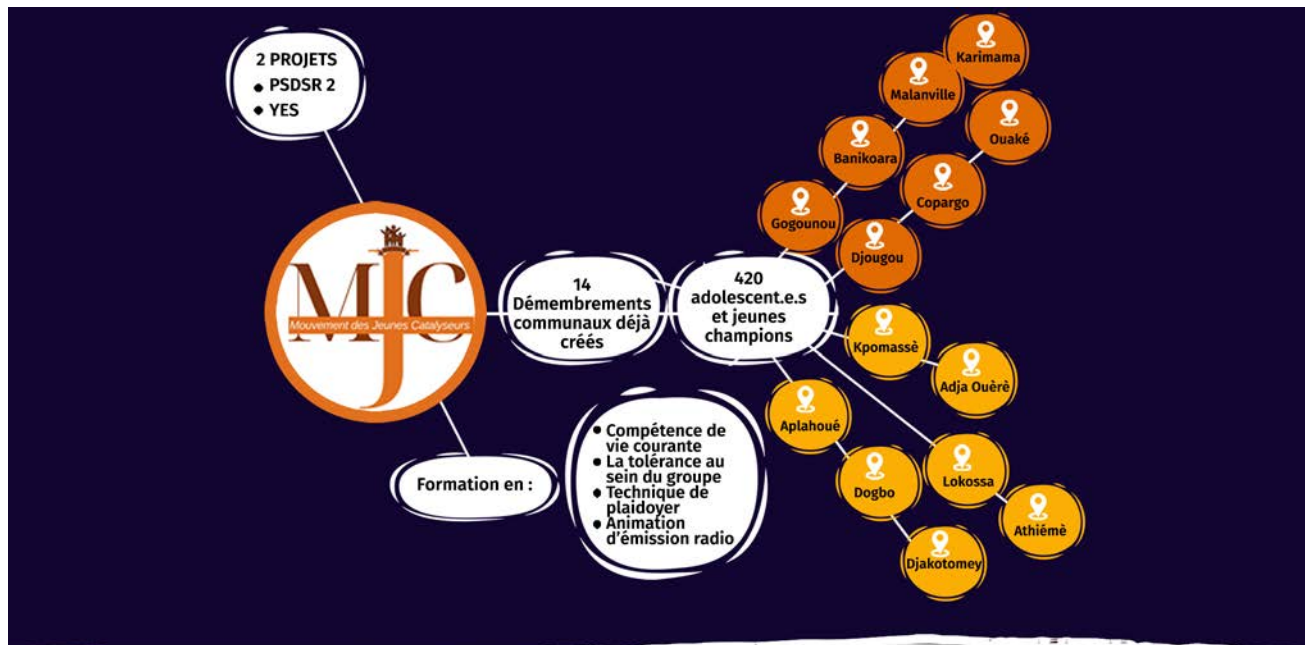 2 PROJETS
• PSDSR 2
• YES
MJC
Mouvement des Jeunes Catalyseurs
14
Démembrements
communaux déjà
créés
420
adolescent.e.s
et jeunes
champions
Formation en :
• Compétence de
vie courante
• La tolérance au
sein du groupe
• Technique de
plaidoyer
• Animation
d'émission radio
Karimama
Malanville
Banikoara
Gogounou
Ouaké
Copargo
Djougou
Kpomassè
Adja Ouèrè
Aplahoué
Dogbo
Djakotomey
Lokossa
Athiémè